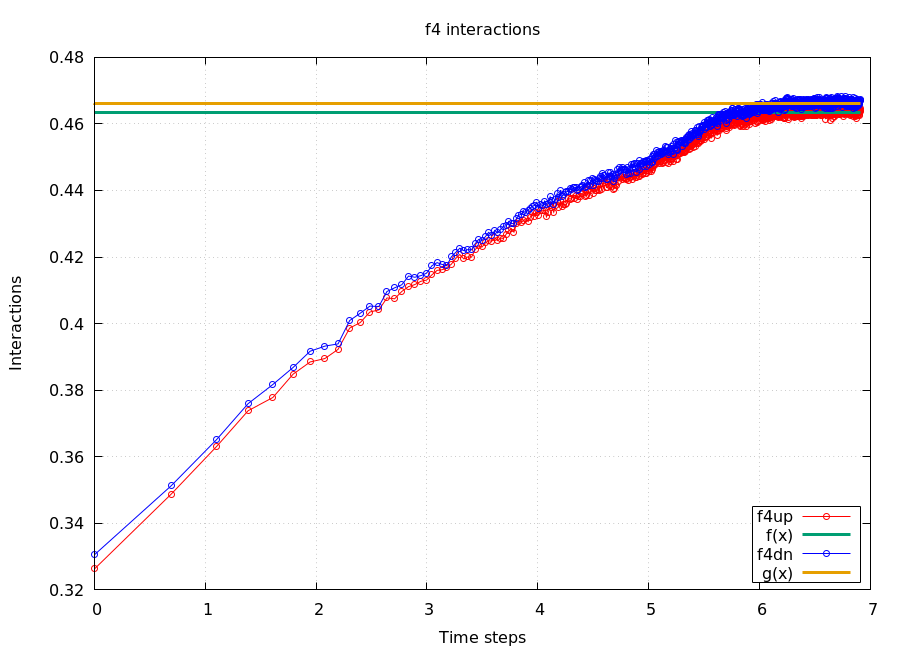 f4 interactions
0.48
0.46
0.44
0.42
0.4
0.38
0.36
0.34
0.32
Interactions
f4up
f(x)
f4dn
g(x)
0 1 2 3 4 5 6 7
Time steps